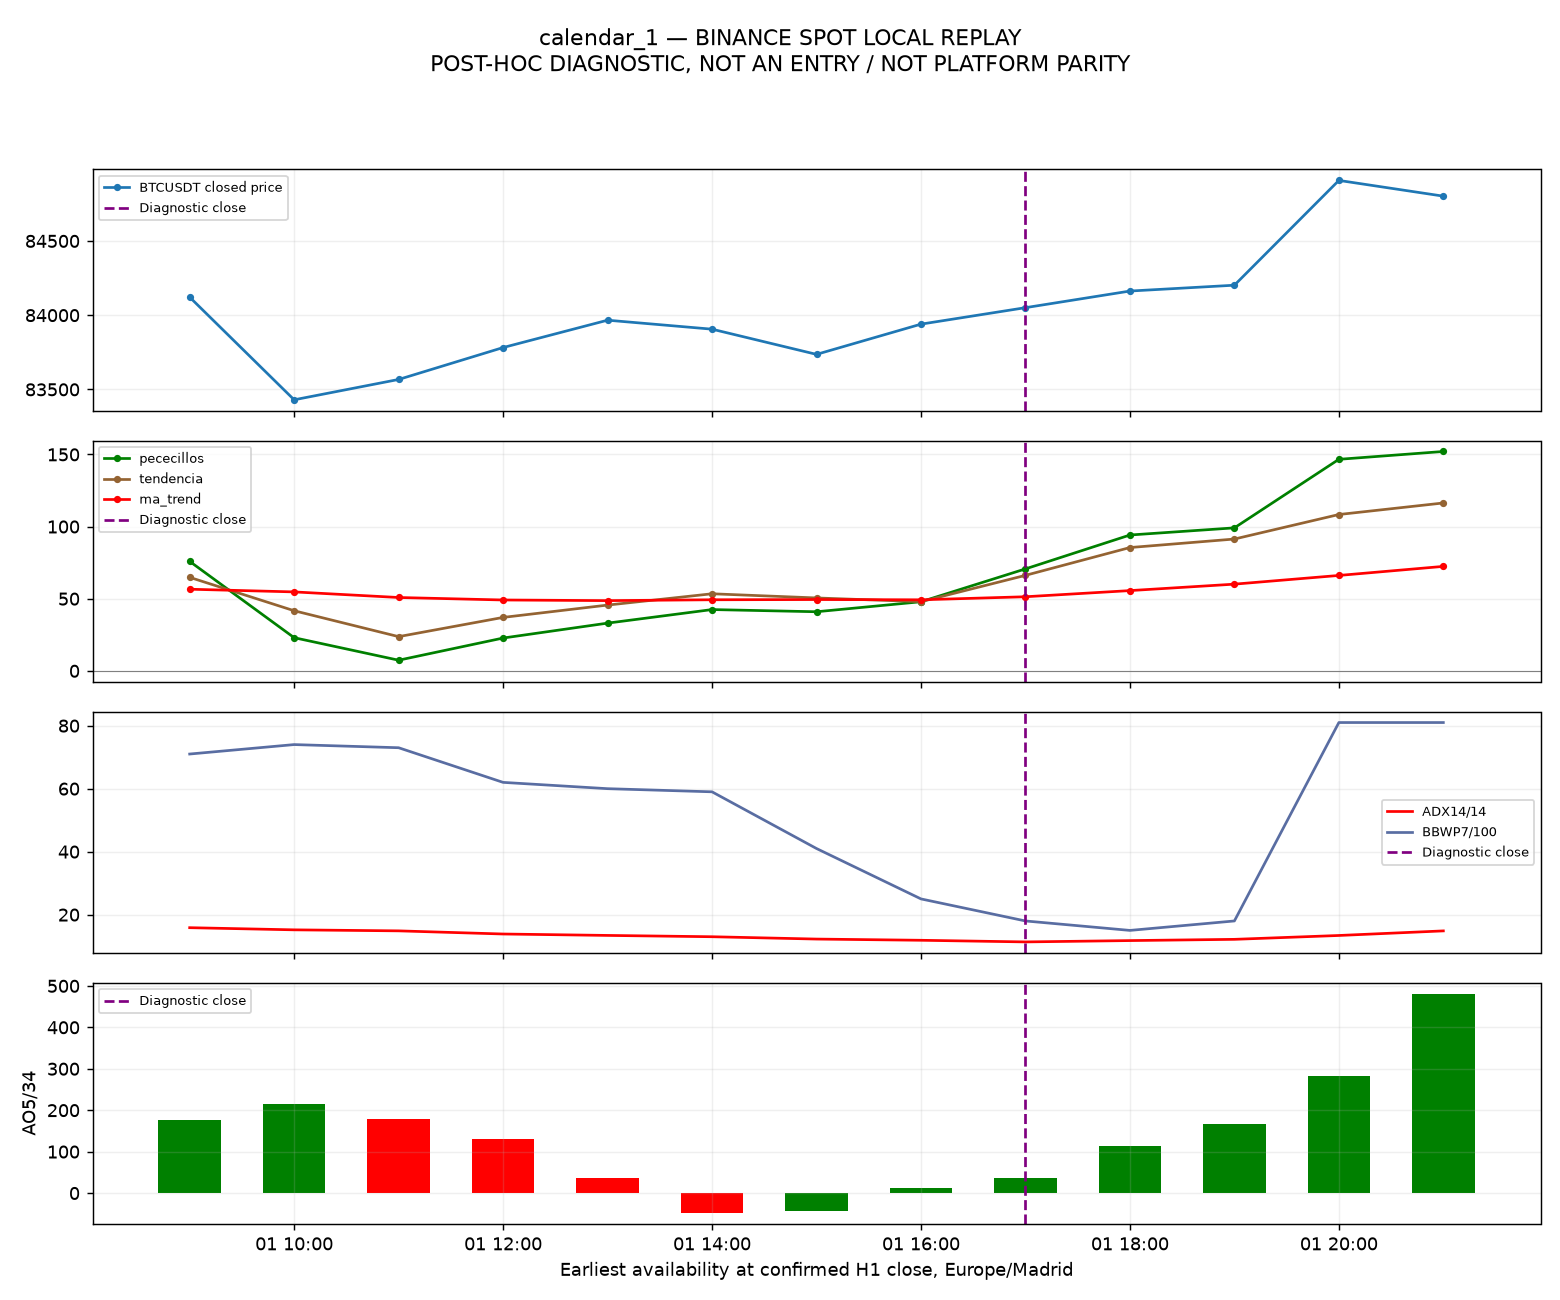 calendar_1 — BINANCE SPOT LOCAL REPLAY
POST-HOC DIAGNOSTIC, NOT AN ENTRY / NOT PLATFORM PARITY
BTCUSDT closed price
Diagnostic close
84500
84000
83500
pececillos
tendencia
ma_trend
Diagnostic close
150
100
50
0
ADX14/14
BBWP7/100
Diagnostic close
80
60
40
20
Diagnostic close
AO5/34
500
400
300
200
100
0
01 10:00 01 12:00 01 14:00 01 16:00 01 18:00 01 20:00
Earliest availability at confirmed H1 close, Europe/Madrid